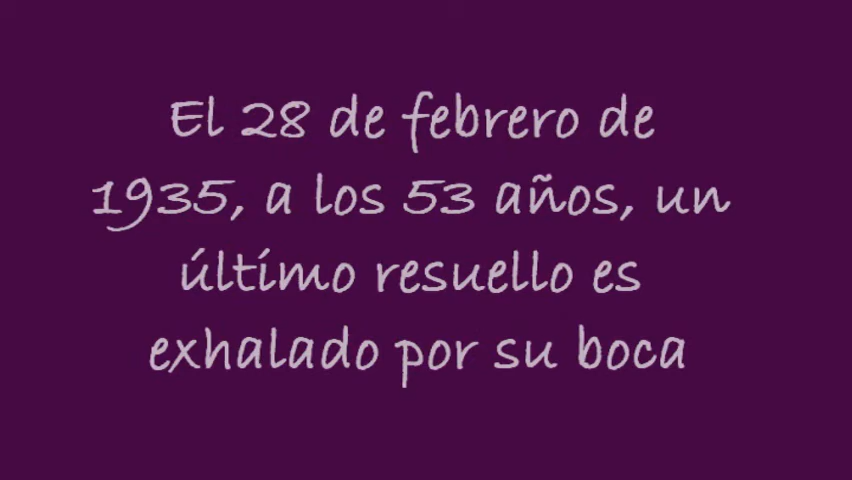 El 28 de febrero de
1935, a los 53 años, un
último resuello es
exhalado por su boca